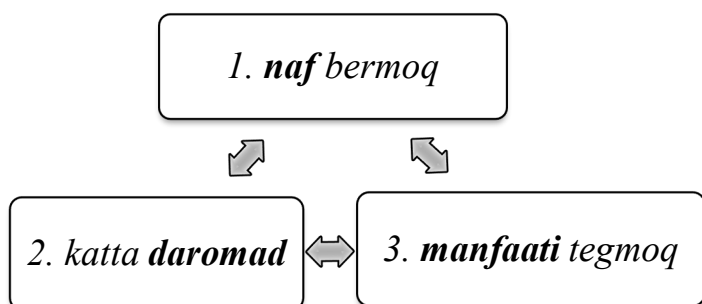 1. naf bermoq
2. katta daromad
3. manfaati tegmoq